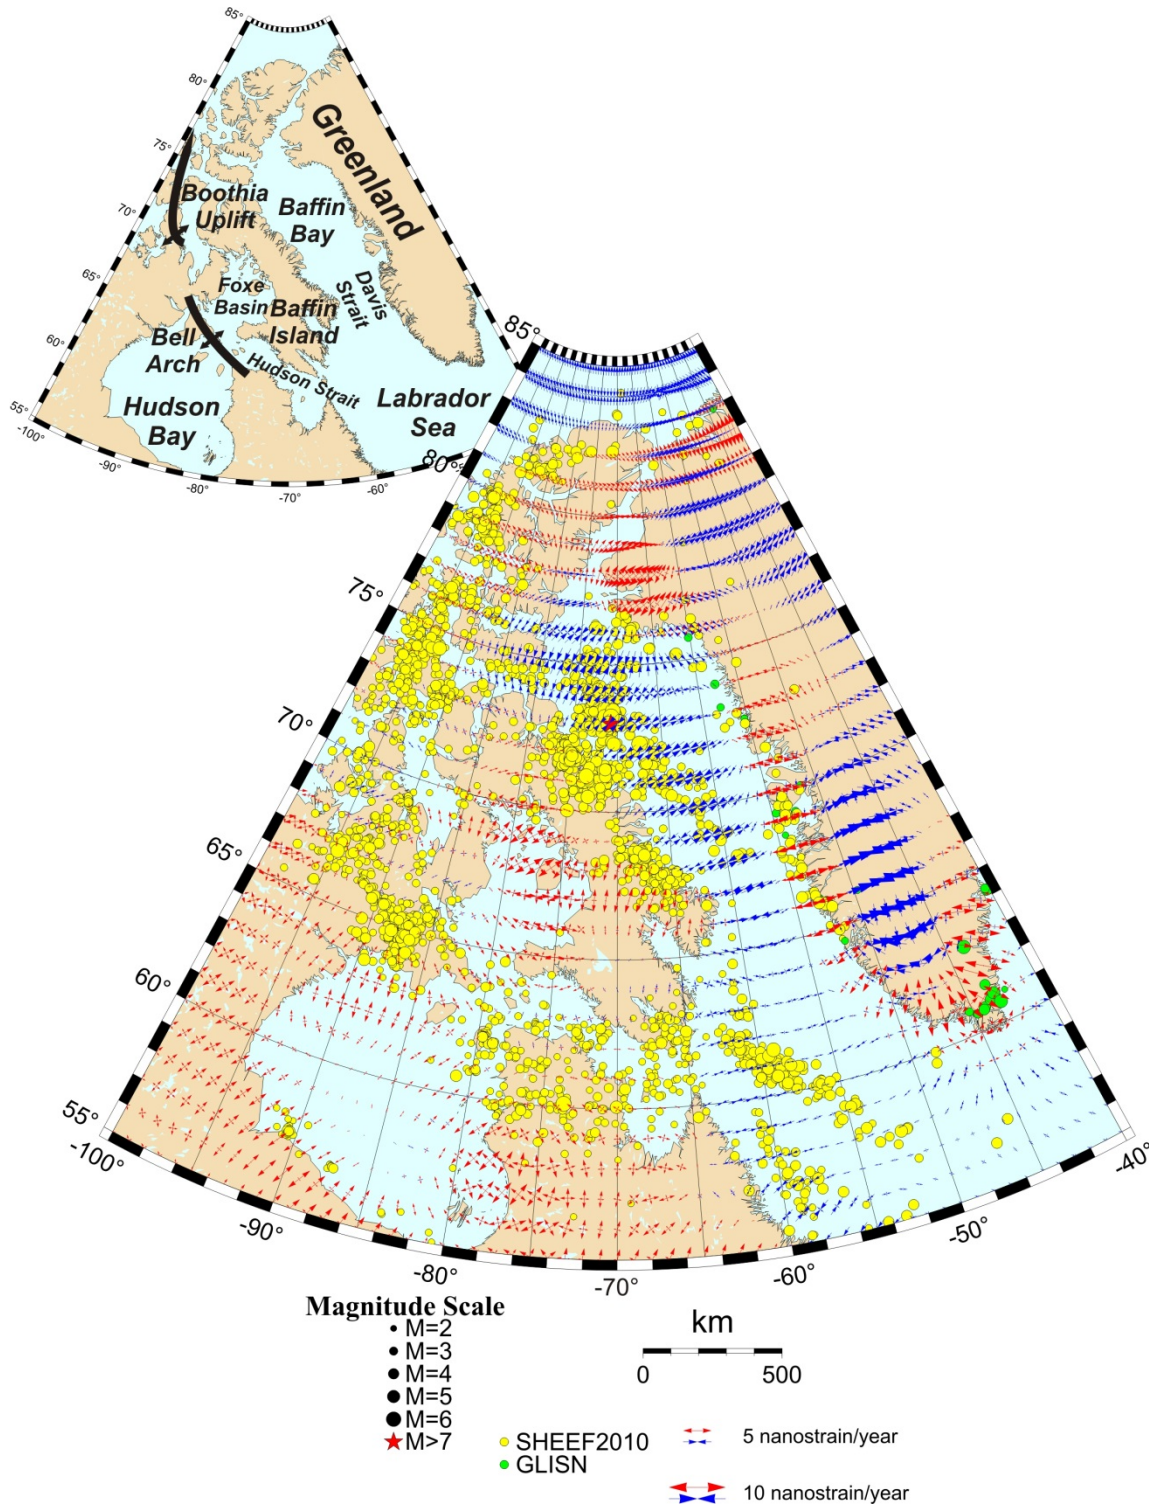 85°
80°
75°
70°
65°
60°
55°
-100°
-90°
-80°
-70°
-60°
Greenland
Boothia
Uplift
Baffin
Bay
Foxe
Basin
Davis
Strait
Baffin
Island
Bell
Arch
Hudson Strait
Hudson
Bay
Labrador
Sea
85°
80°
75°
70°
65°
60°
55°
-100°
-90°
-80°
-70°
-60°
-50°
-40°
Magnitude Scale
M=2
M=3
M=4
M=5
M=6
M>7
SHEEF2010
GLISN
km
0 500
5 nanostrain/year
10 nanostrain/year